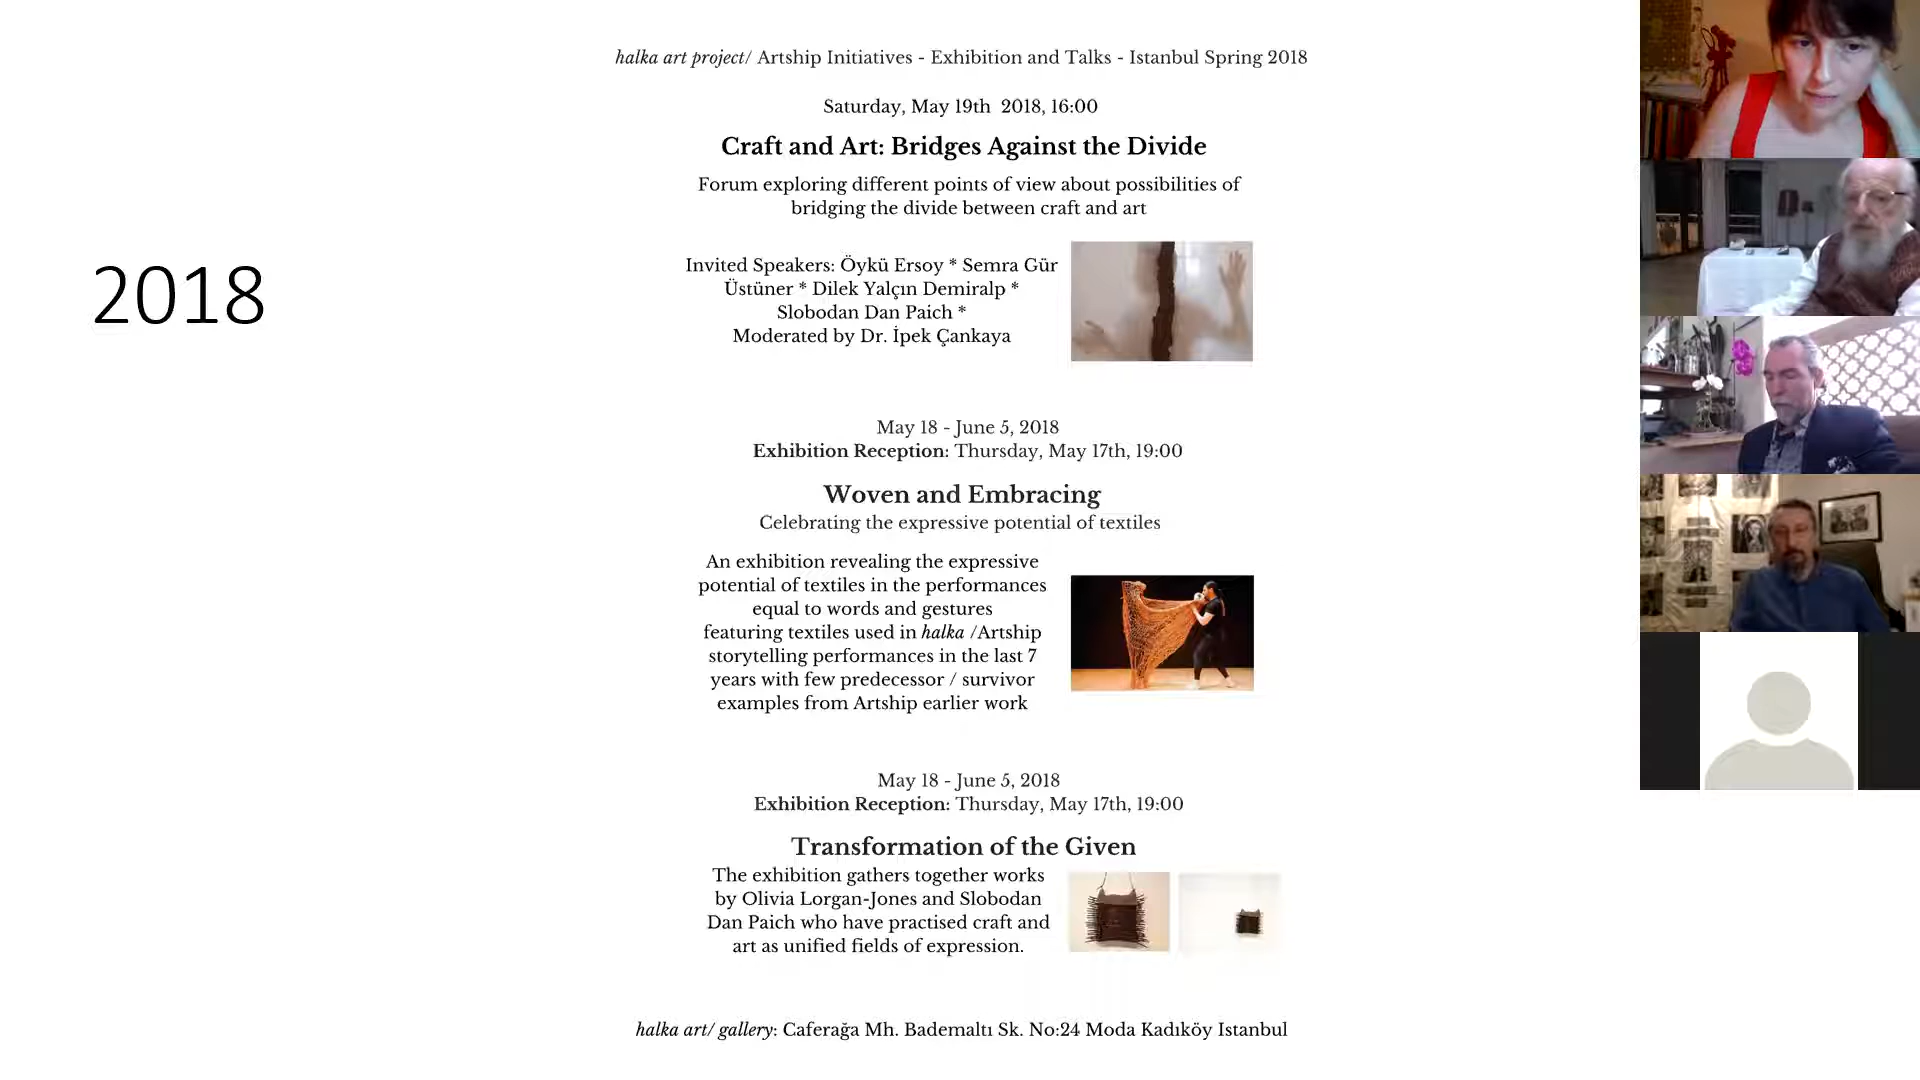 halka art project/ Artship Initiatives - Exhibition and Talks - Istanbul Spring 2018
Saturday, May 19th 2018, 16:00
Craft and Art: Bridges Against the Divide
Forum exploring different points of view about possibilities of
bridging the divide between craft and art
2018
Invited Speakers: Öykü Ersoy * Semra Gür
Üstüner * Dilek Yalçın Demiralp *
Slobodan Dan Paich *
Moderated by Dr. İpek Çankaya
May 18 - June 5, 2018
Exhibition Reception: Thursday, May 17th, 19:00
Woven and Embracing
Celebrating the expressive potential of textiles
An exhibition revealing the expressive
potential of textiles in the performances
equal to words and gestures
featuring textiles used in halka /Artship
storytelling performances in the last 7
years with few predecessor / survivor
examples from Artship earlier work
May 18 - June 5, 2018
Exhibition Reception: Thursday, May 17th, 19:00
Transformation of the Given
The exhibition gathers together works
by Olivia Lorgan-Jones and Slobodan
Dan Paich who have practised craft and
art as unified fields of expression.
halka art/ gallery: Caferağa Mh. Bademaltı Sk. No:24 Moda Kadıköy Istanbul